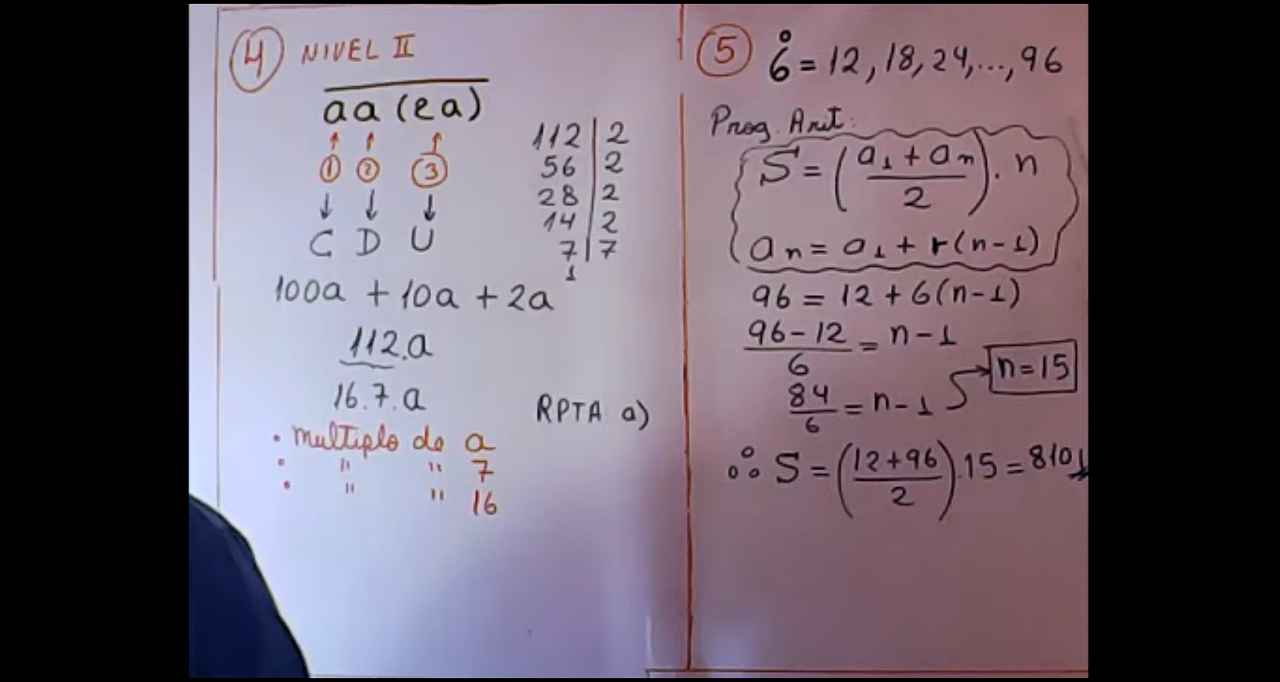 4 NIVEL II
aa(2a)
1 2 3
C D U
112 | 2
56 | 2
28 | 2
14 | 2
7 | 7
1
100a + 10a + 2a
112.a
16.7.a
RPTA a)
• multiplo de a
• " " 7
• " " 16
5 6̊ = 12, 18, 24, ..., 96
Prog. Arit:
S = (a₁ + aₙ / 2) . n
aₙ = a₁ + r(n-1)
96 = 12 + 6(n-1)
96-12 / 6 = n-1
n=15
84 / 6 = n-1
∴ S = (12+96 / 2).15 = 810